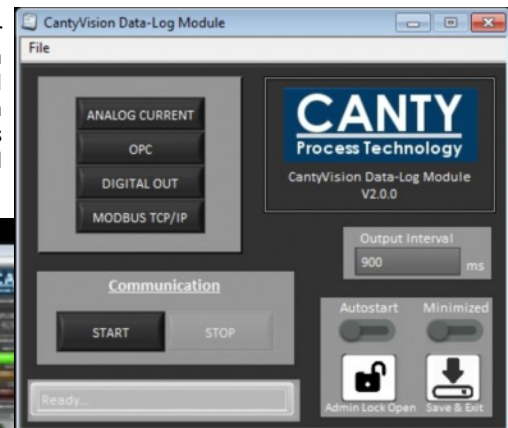 CantyVision Data-Log Module
File
ANALOG CURRENT
OPC
DIGITAL OUT
MODBUS TCP/IP
CANTY
Process Technology
CantyVision Data-Log Module
V2.0.0
Output Interval
900
ms
Communication
START
STOP
Autostart
Minimized
Admin Lock Open
Save & Exit
Ready...